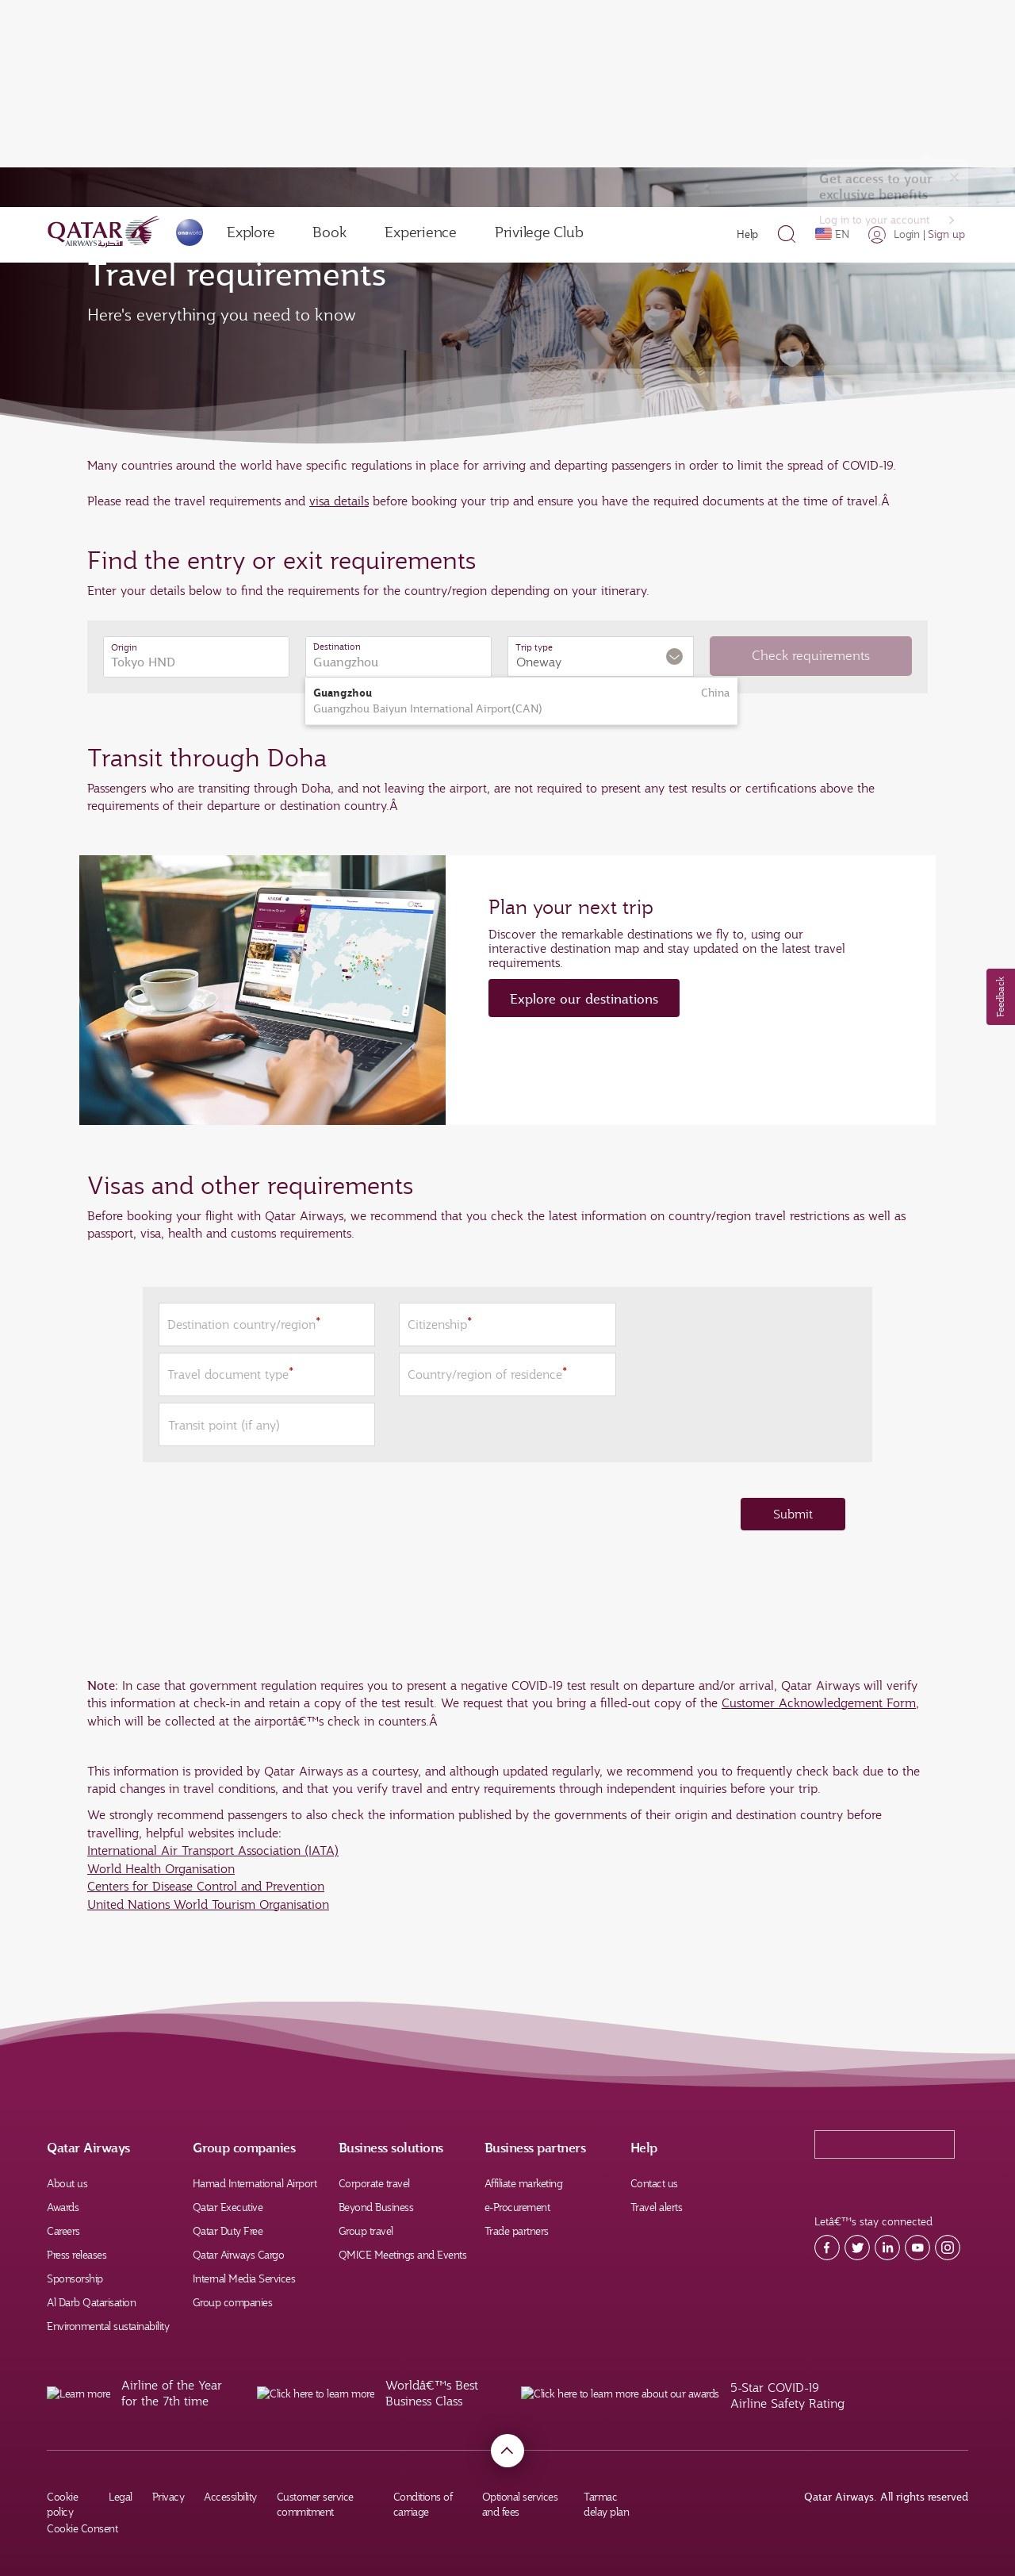 Get access to your
exclusive benefits
Log in to your account
QATAR
AIRWAYS القطرية
oneworld
Explore
Book
Experience
Privilege Club
Help
EN
Login | Sign up
Travel requirements
Here's everything you need to know
Many countries around the world have specific regulations in place for arriving and departing passengers in order to limit the spread of COVID-19.
Please read the travel requirements and visa details before booking your trip and ensure you have the required documents at the time of travel.Â
Find the entry or exit requirements
Enter your details below to find the requirements for the country/region depending on your itinerary.
Origin
Tokyo HND
Destination
Guangzhou
Trip type
Oneway
Check requirements
Guangzhou China
Guangzhou Baiyun International Airport(CAN)
Transit through Doha
Passengers who are transiting through Doha, and not leaving the airport, are not required to present any test results or certifications above the
requirements of their departure or destination country.Â
Plan your next trip
Discover the remarkable destinations we fly to, using our
interactive destination map and stay updated on the latest travel
requirements.
Explore our destinations
Feedback
Visas and other requirements
Before booking your flight with Qatar Airways, we recommend that you check the latest information on country/region travel restrictions as well as
passport, visa, health and customs requirements.
Destination country/region*
Citizenship*
Travel document type*
Country/region of residence*
Transit point (if any)
Submit
Note: In case that government regulation requires you to present a negative COVID-19 test result on departure and/or arrival, Qatar Airways will verify
this information at check-in and retain a copy of the test result. We request that you bring a filled-out copy of the Customer Acknowledgement Form,
which will be collected at the airportâ€™s check in counters.Â
This information is provided by Qatar Airways as a courtesy, and although updated regularly, we recommend you to frequently check back due to the
rapid changes in travel conditions, and that you verify travel and entry requirements through independent inquiries before your trip.
We strongly recommend passengers to also check the information published by the governments of their origin and destination country before
travelling, helpful websites include:
International Air Transport Association (IATA)
World Health Organisation
Centers for Disease Control and Prevention
United Nations World Tourism Organisation
Qatar Airways
About us
Awards
Careers
Press releases
Sponsorship
Al Darb Qatarisation
Environmental sustainability
Group companies
Hamad International Airport
Qatar Executive
Qatar Duty Free
Qatar Airways Cargo
Internal Media Services
Group companies
Business solutions
Corporate travel
Beyond Business
Group travel
QMICE Meetings and Events
Business partners
Affiliate marketing
e-Procurement
Trade partners
Help
Contact us
Travel alerts
Letâ€™s stay connected
Learn more
Airline of the Year
for the 7th time
Click here to learn more
Worldâ€™s Best
Business Class
Click here to learn more about our awards
5-Star COVID-19
Airline Safety Rating
Cookie
policy
Legal
Privacy
Accessibility
Customer service
commitment
Conditions of
carriage
Optional services
and fees
Tarmac
delay plan
Cookie Consent
Qatar Airways. All rights reserved